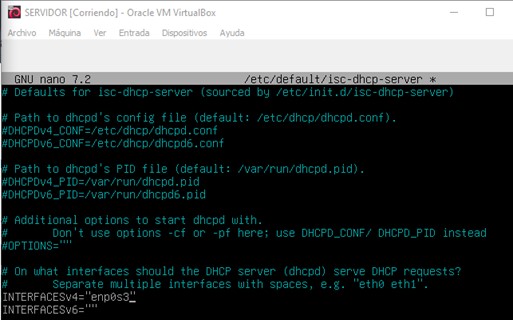 SERVIDOR [Corriendo] - Oracle VM VirtualBox
Archivo Máquina Ver Entrada Dispositivos Ayuda
GNU nano 7.2 /etc/default/isc-dhcp-server *
# Defaults for isc-dhcp-server (sourced by /etc/init.d/isc-dhcp-server)
# Path to dhcpd's config file (default: /etc/dhcp/dhcpd.conf).
#DHCPDv4_CONF=/etc/dhcp/dhcpd.conf
#DHCPDv6_CONF=/etc/dhcp/dhcpd6.conf
# Path to dhcpd's PID file (default: /var/run/dhcpd.pid).
#DHCPDv4_PID=/var/run/dhcpd.pid
#DHCPDv6_PID=/var/run/dhcpd6.pid
# Additional options to start dhcpd with.
# Don't use options -cf or -pf here; use DHCPD_CONF/ DHCPD_PID instead
#OPTIONS=""
# On what interfaces should the DHCP server (dhcpd) serve DHCP requests?
# Separate multiple interfaces with spaces, e.g. "eth0 eth1".
INTERFACESv4="enp0s3"
INTERFACESv6=""